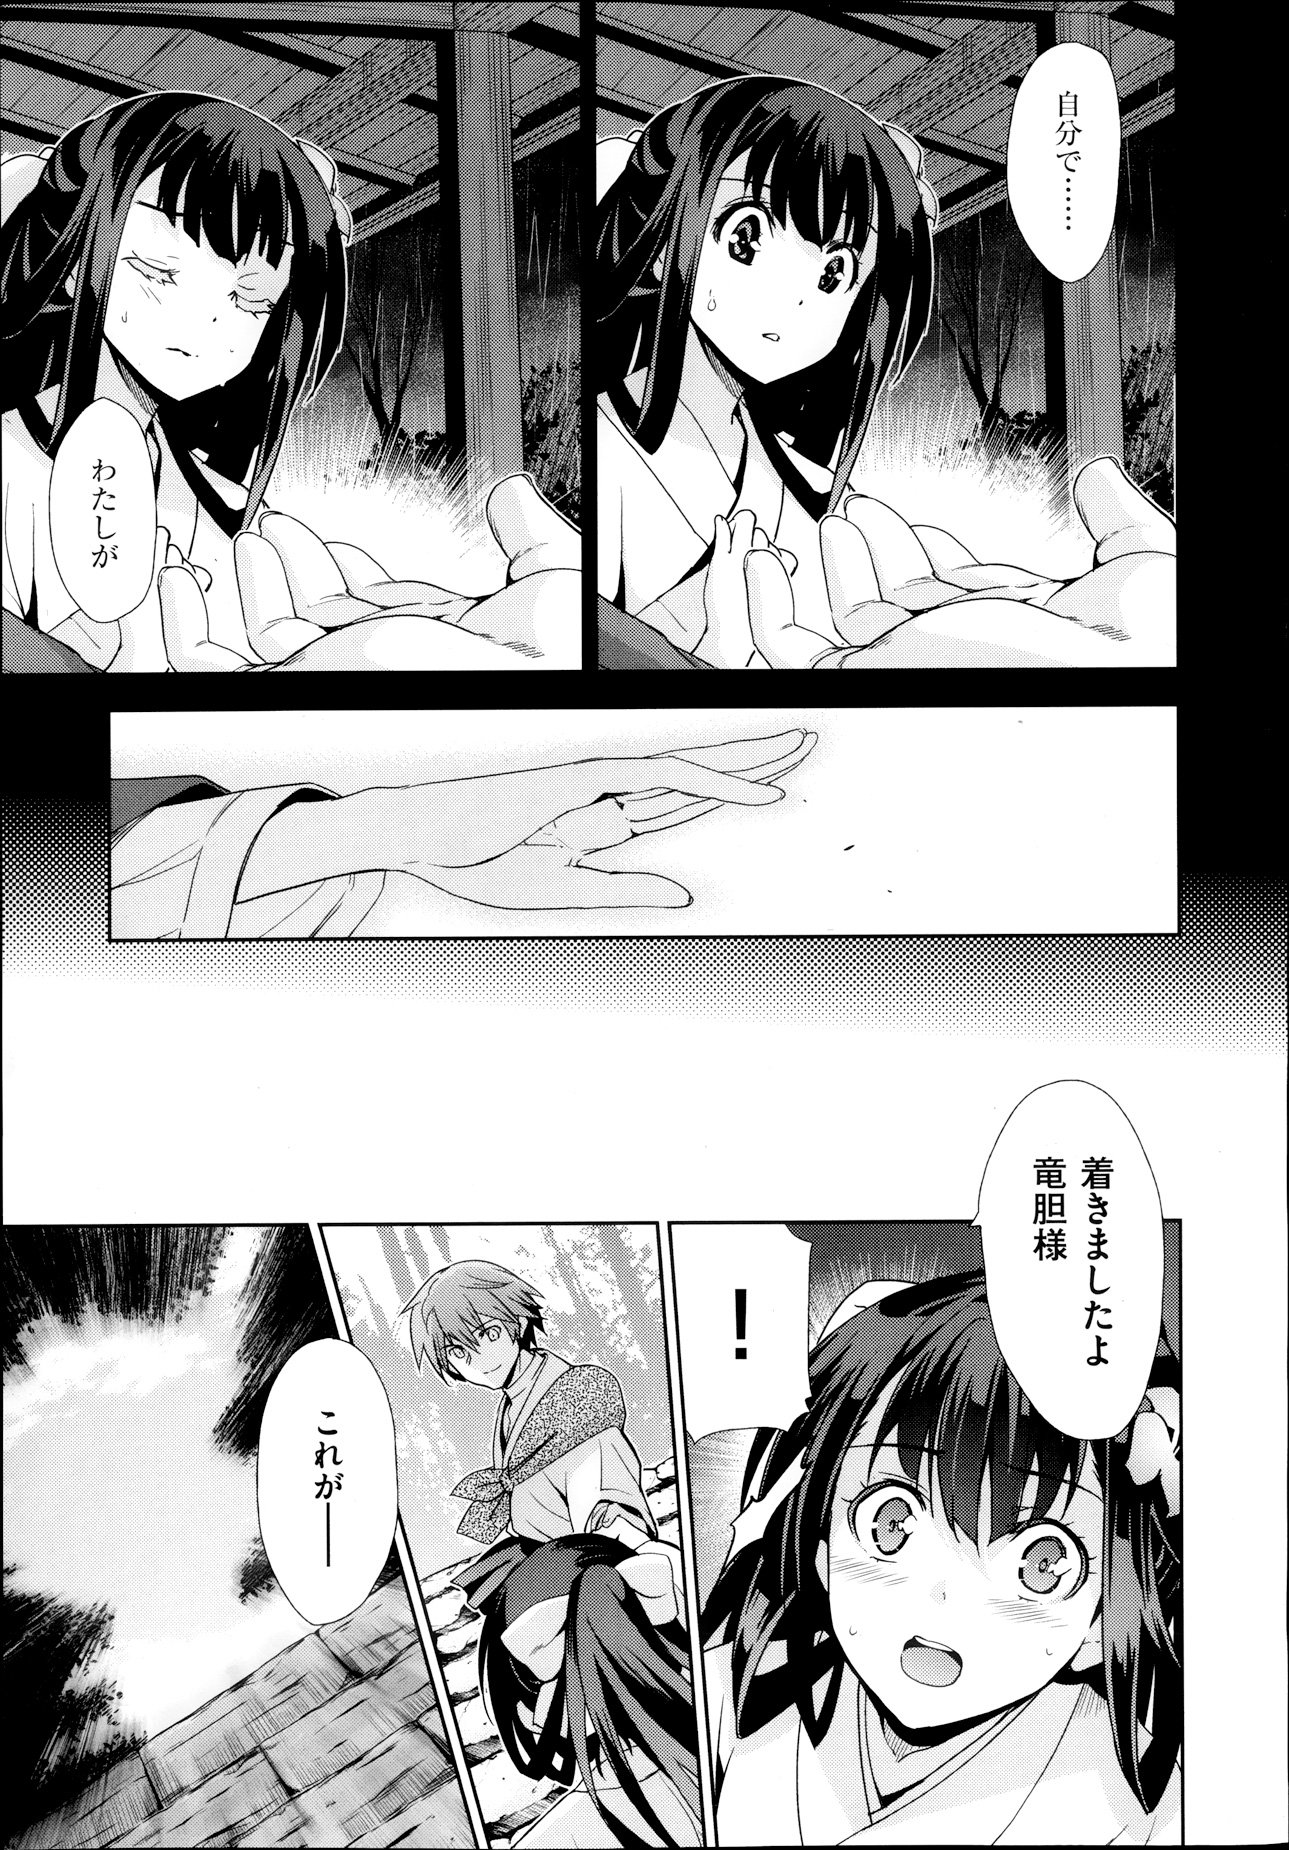 自分で……
わたしが
着きましたよ
竜胆様
！
これが――